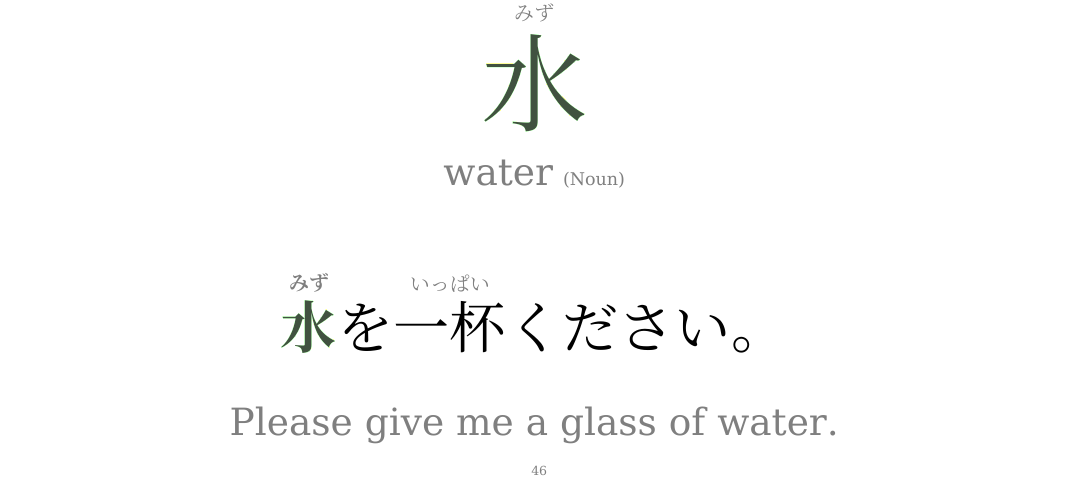 みず
水
water (Noun)
みず いっぱい
水を一杯ください。
Please give me a glass of water.
46